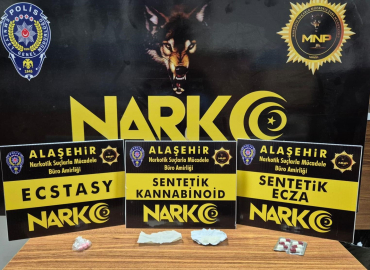 POLİS
MNP
NARKO
ALAŞEHİR
Narkotik Suçlarla Mücadele
Büro Amirliği
ECSTASY
NARKO
ALAŞEHİR
Narkotik Suçlarla Mücadele
Büro Amirliği
SENTETİK
KANNABİNOİD
NARKO
ALAŞEHİR
Narkotik Suçlarla Mücadele
Büro Amirliği
SENTETİK
ECZA
NARKO